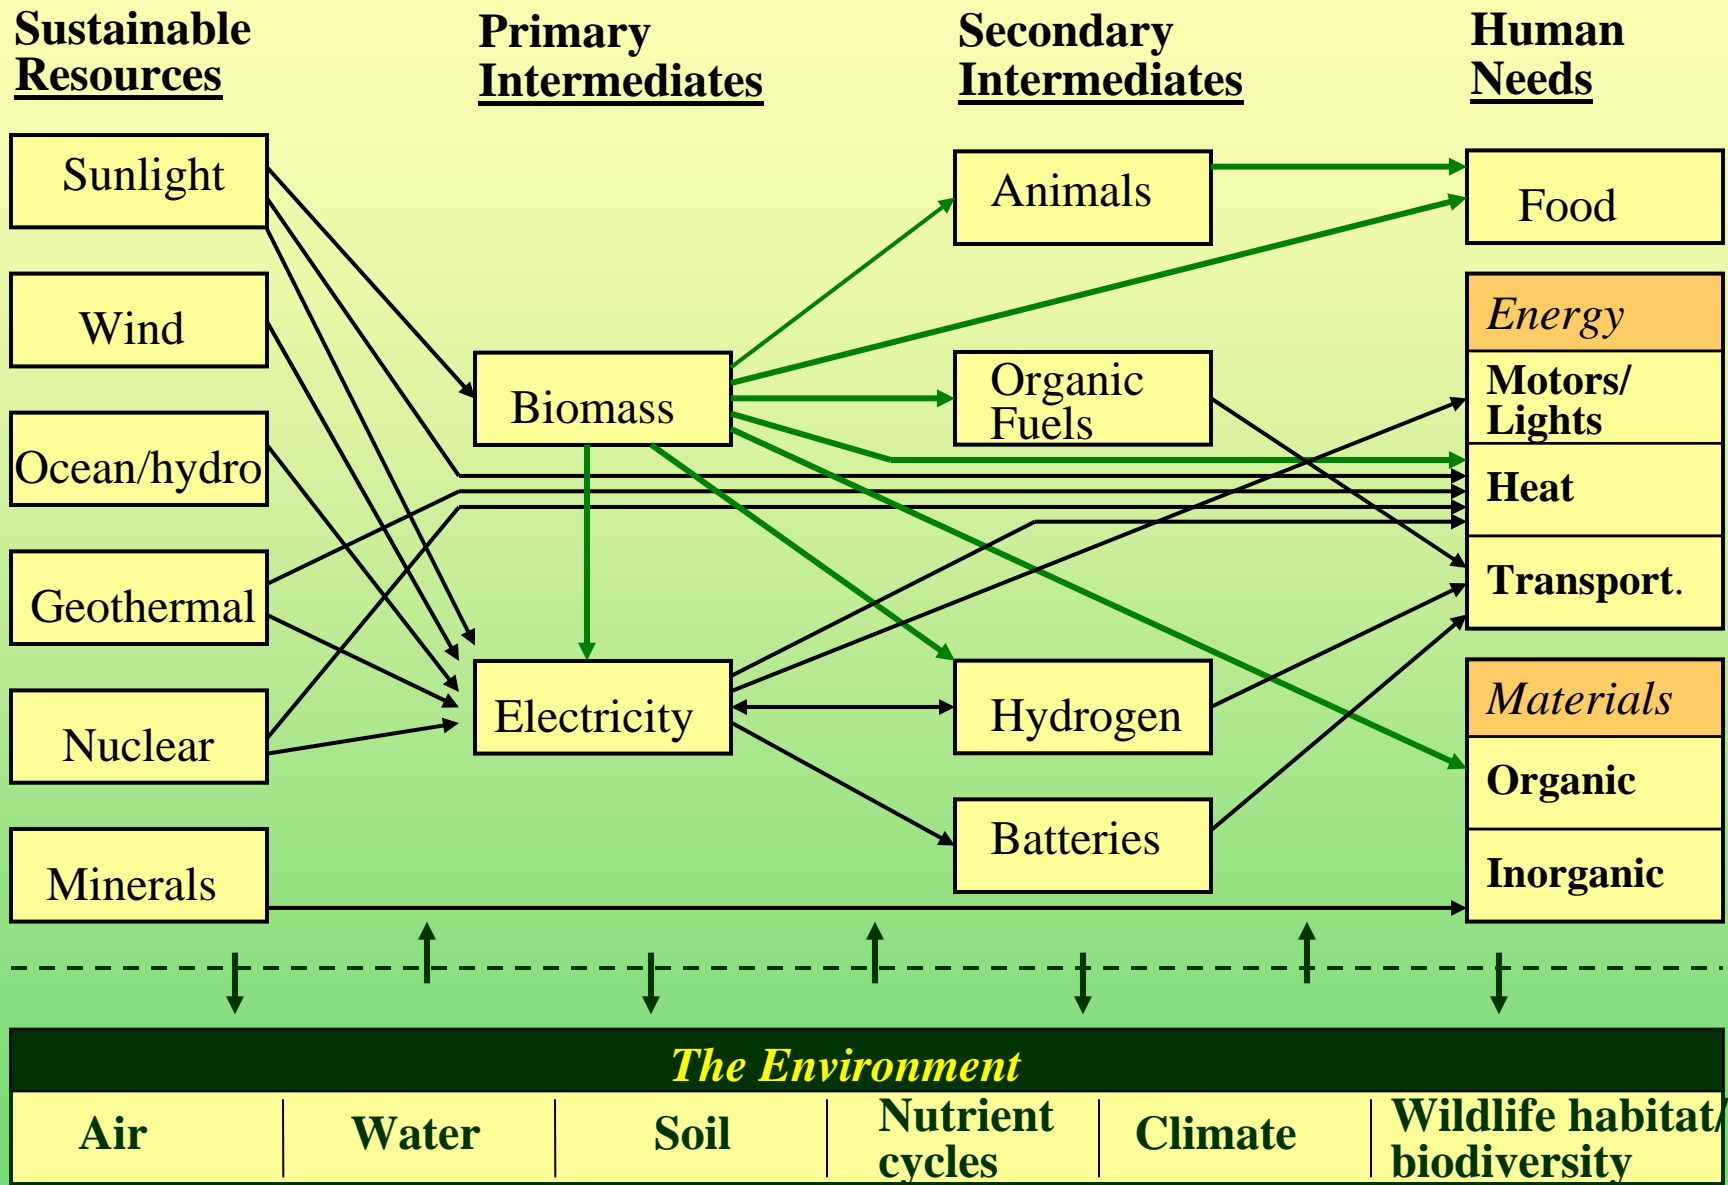 Sustainable
Resources
Primary
Intermediates
Secondary
Intermediates
Human
Needs
Sunlight
Wind
Ocean/hydro
Geothermal
Nuclear
Minerals
Biomass
Electricity
Animals
Organic
Fuels
Hydrogen
Batteries
Food
Energy
Motors/
Lights
Heat
Transport.
Materials
Organic
Inorganic
The Environment
Air
Water
Soil
Nutrient
cycles
Climate
Wildlife habitat/
biodiversity